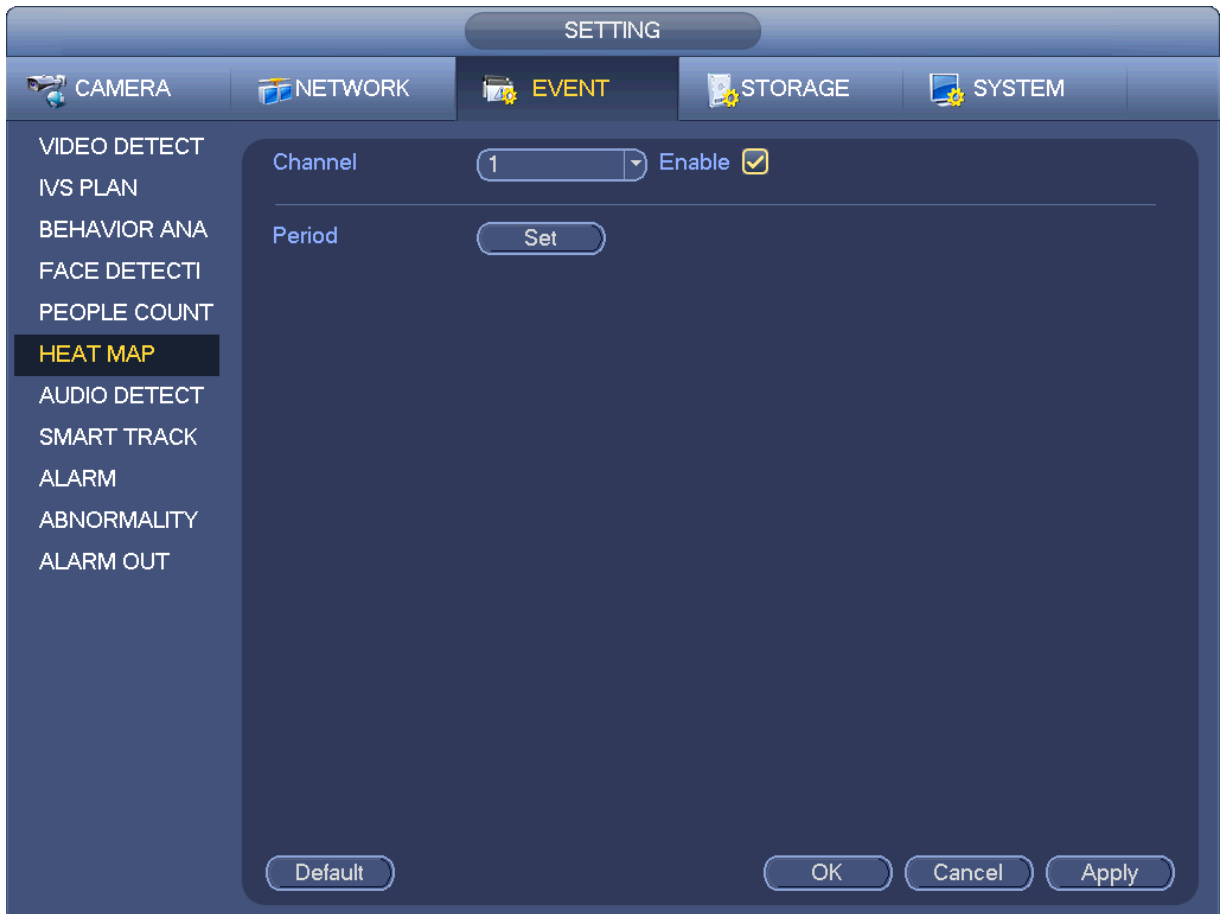 SETTING
CAMERA NETWORK EVENT STORAGE SYSTEM
VIDEO DETECT
IVS PLAN
BEHAVIOR ANA
FACE DETECTI
PEOPLE COUNT
HEAT MAP
AUDIO DETECT
SMART TRACK
ALARM
ABNORMALITY
ALARM OUT
Channel 1 Enable
Period Set
Default OK Cancel Apply